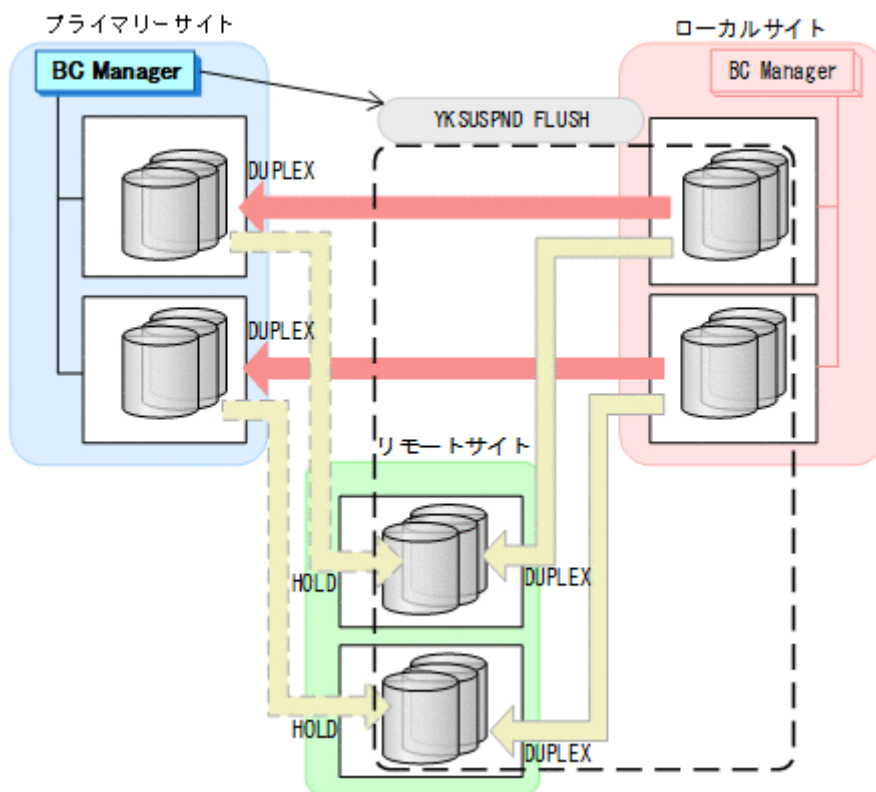 プライマリーサイト
ローカルサイト
BC Manager
BC Manager
YKSUSPND FLUSH
DUPLEX
DUPLEX
リモートサイト
HOLD
DUPLEX
HOLD
DUPLEX